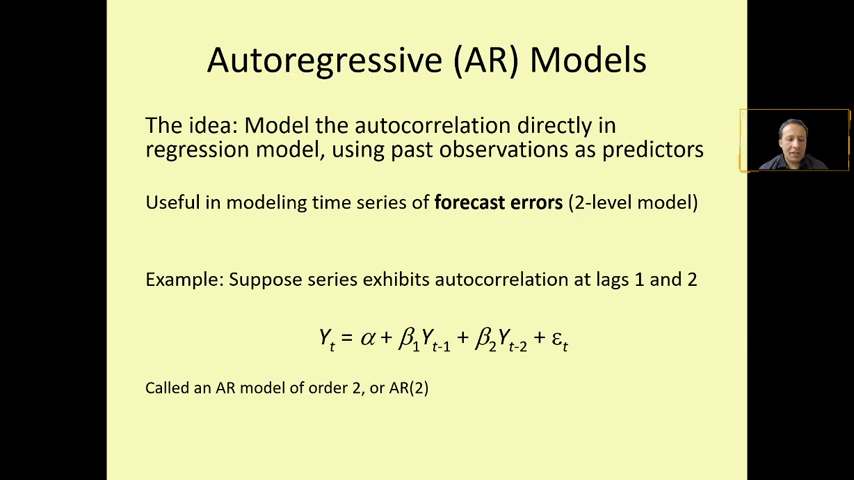 Autoregressive (AR) Models
The idea: Model the autocorrelation directly in
regression model, using past observations as predictors
Useful in modeling time series of forecast errors (2-level model)
Example: Suppose series exhibits autocorrelation at lags 1 and 2
Yₜ = α + β₁Yₜ₋₁ + β₂Yₜ₋₂ + εₜ
Called an AR model of order 2, or AR(2)